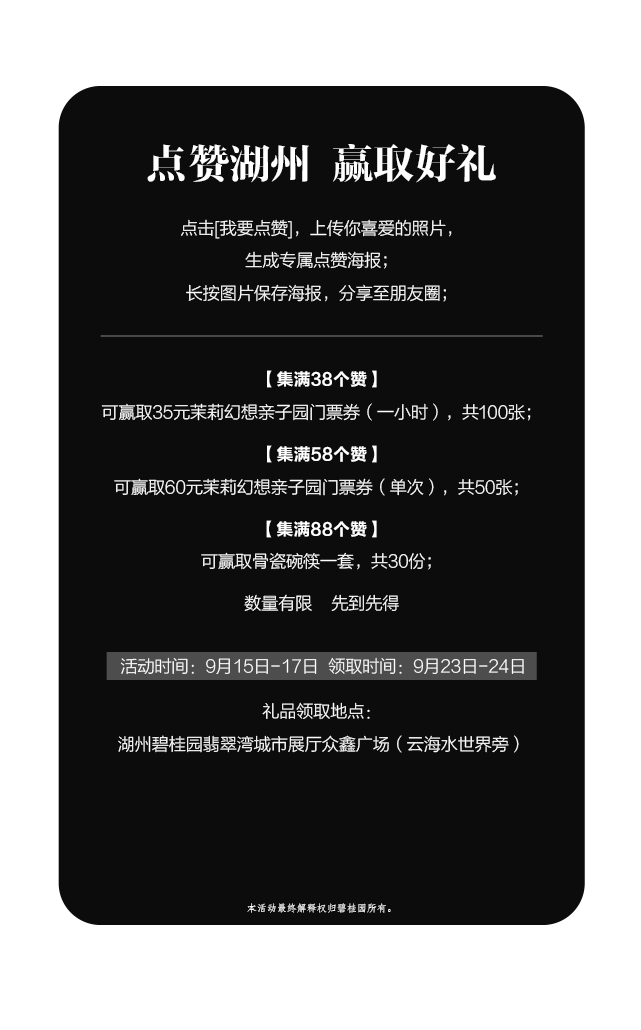 点赞湖州 赢取好礼
点击[我要点赞]，上传你喜爱的照片，
生成专属点赞海报；
长按图片保存海报，分享至朋友圈；
【集满38个赞】
可赢取35元茉莉幻想亲子园门票券（一小时），共100张；
【集满58个赞】
可赢取60元茉莉幻想亲子园门票券（单次），共50张；
【集满88个赞】
可赢取骨瓷碗筷一套，共30份；
数量有限 先到先得
活动时间：9月15日-17日 领取时间：9月23日-24日
礼品领取地点：
湖州碧桂园翡翠湾城市展厅众鑫广场（云海水世界旁）
本活动最终解释权归碧桂园所有。